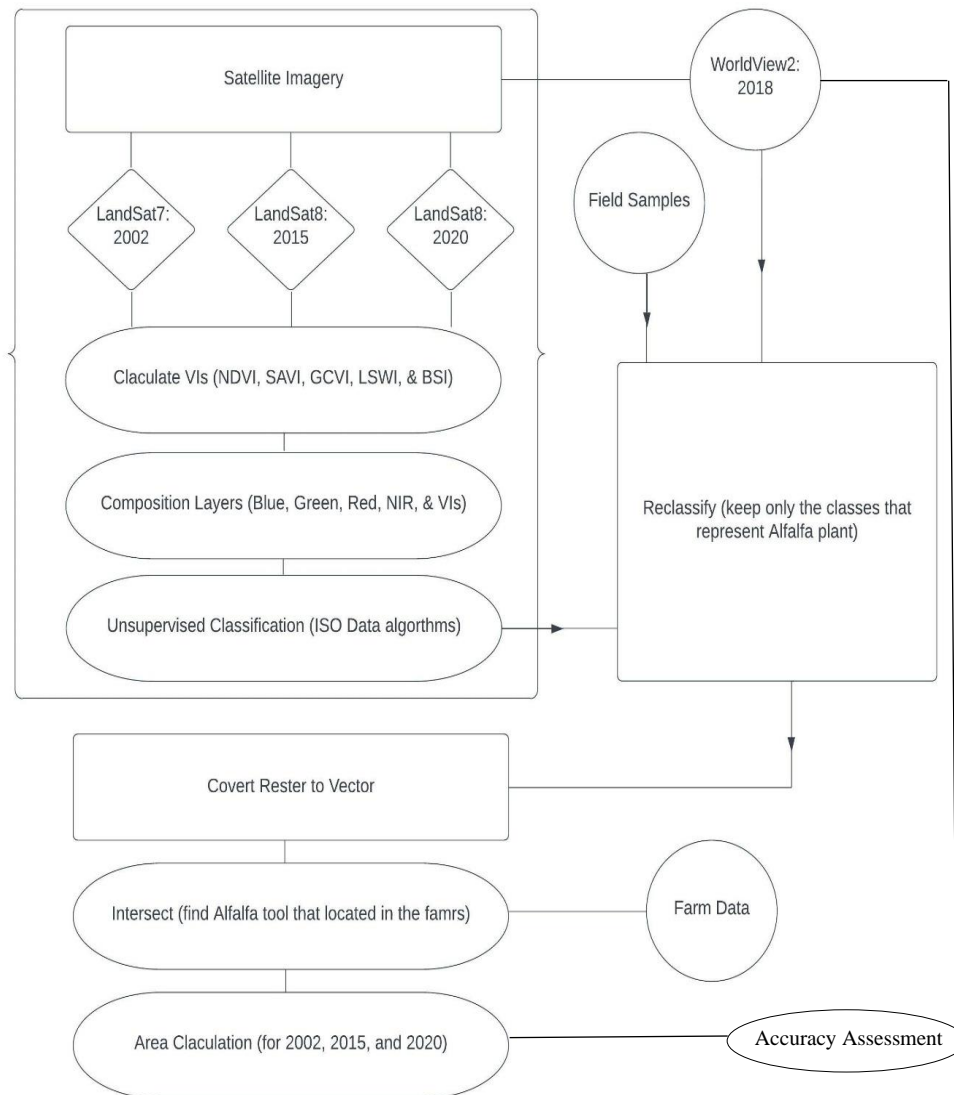 Satellite Imagery
WorldView2:
2018
Field Samples
LandSat7:
2002
LandSat8:
2015
LandSat8:
2020
Claculate VIs (NDVI, SAVI, GCVI, LSWI, & BSI)
Composition Layers (Blue, Green, Red, NIR, & VIs)
Reclassify (keep only the classes that
represent Alfalfa plant)
Unsupervised Classification (ISO Data algorthms)
Covert Rester to Vector
Intersect (find Alfalfa tool that located in the famrs)
Farm Data
Area Claculation (for 2002, 2015, and 2020)
Accuracy Assessment